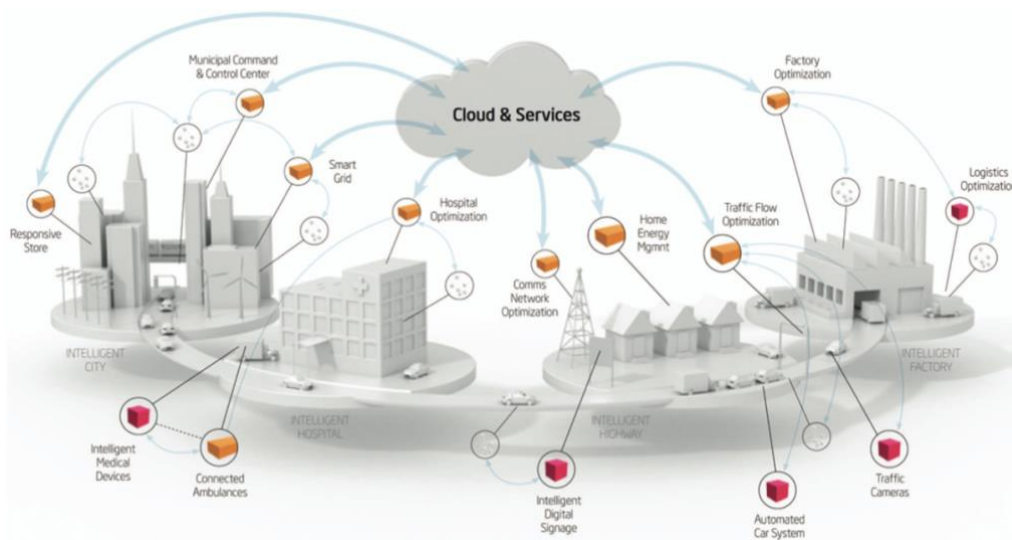 Municipal Command
& Control Center
Cloud & Services
Factory
Optimization
Smart
Grid
Logistics
Optimization
Responsive
Store
Hospital
Optimization
Home
Energy
Mgmnt
Traffic Flow
Optimization
Comms
Network
Optimization
INTELLIGENT
CITY
INTELLIGENT
FACTORY
INTELLIGENT
HOSPITAL
INTELLIGENT
HIGHWAY
Intelligent
Medical
Devices
Connected
Ambulances
Intelligent
Digital
Signage
Traffic
Cameras
Automated
Car System